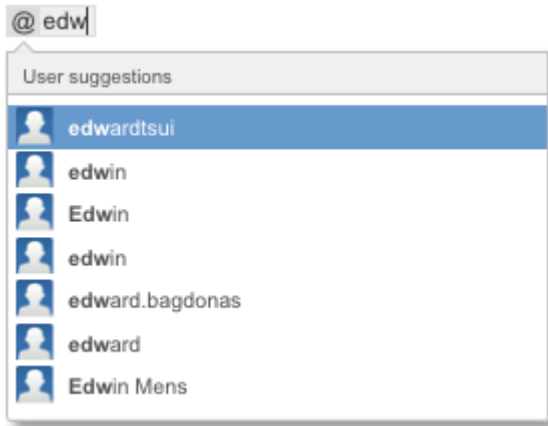 @ edw
User suggestions
edwardtsui
edwin
Edwin
edwin
edward.bagdonas
edward
Edwin Mens